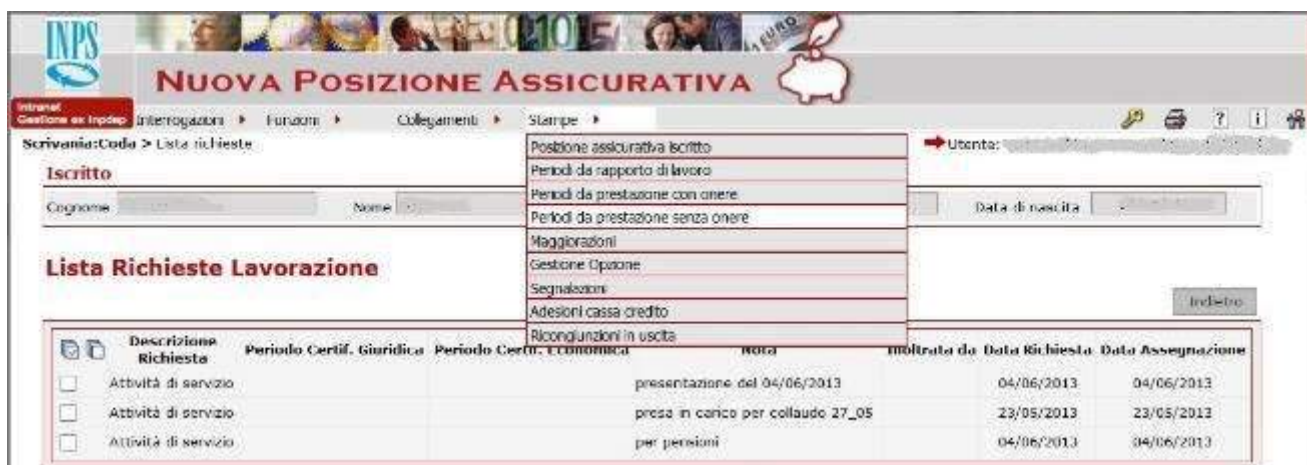 INPS
NUOVA POSIZIONE ASSICURATIVA
Intranet
Gestione ex Inpdap
Interrogazioni Funzioni Collegamenti Stampe
Scrivania:Coda > Lista richieste
Utente:
Posizione assicurativa iscritto
Periodi da rapporto di lavoro
Periodi da prestazione con onere
Periodi da prestazione senza onere
Maggiorazioni
Gestione Opzione
Segnalazioni
Adesioni cassa credito
Ricongiunzioni in uscita
Iscritto
Cognome Nome Data di nascita
Lista Richieste Lavorazione
Indietro
Descrizione Richiesta Periodo Certif. Giuridica Periodo Certif. Economica Nota Inoltrata da Data Richiesta Data Assegnazione
Attività di servizio presentazione del 04/06/2013 04/06/2013 04/06/2013
Attività di servizio presa in carico per collaudo 27_05 23/05/2013 23/05/2013
Attività di servizio per pensioni 04/06/2013 04/06/2013